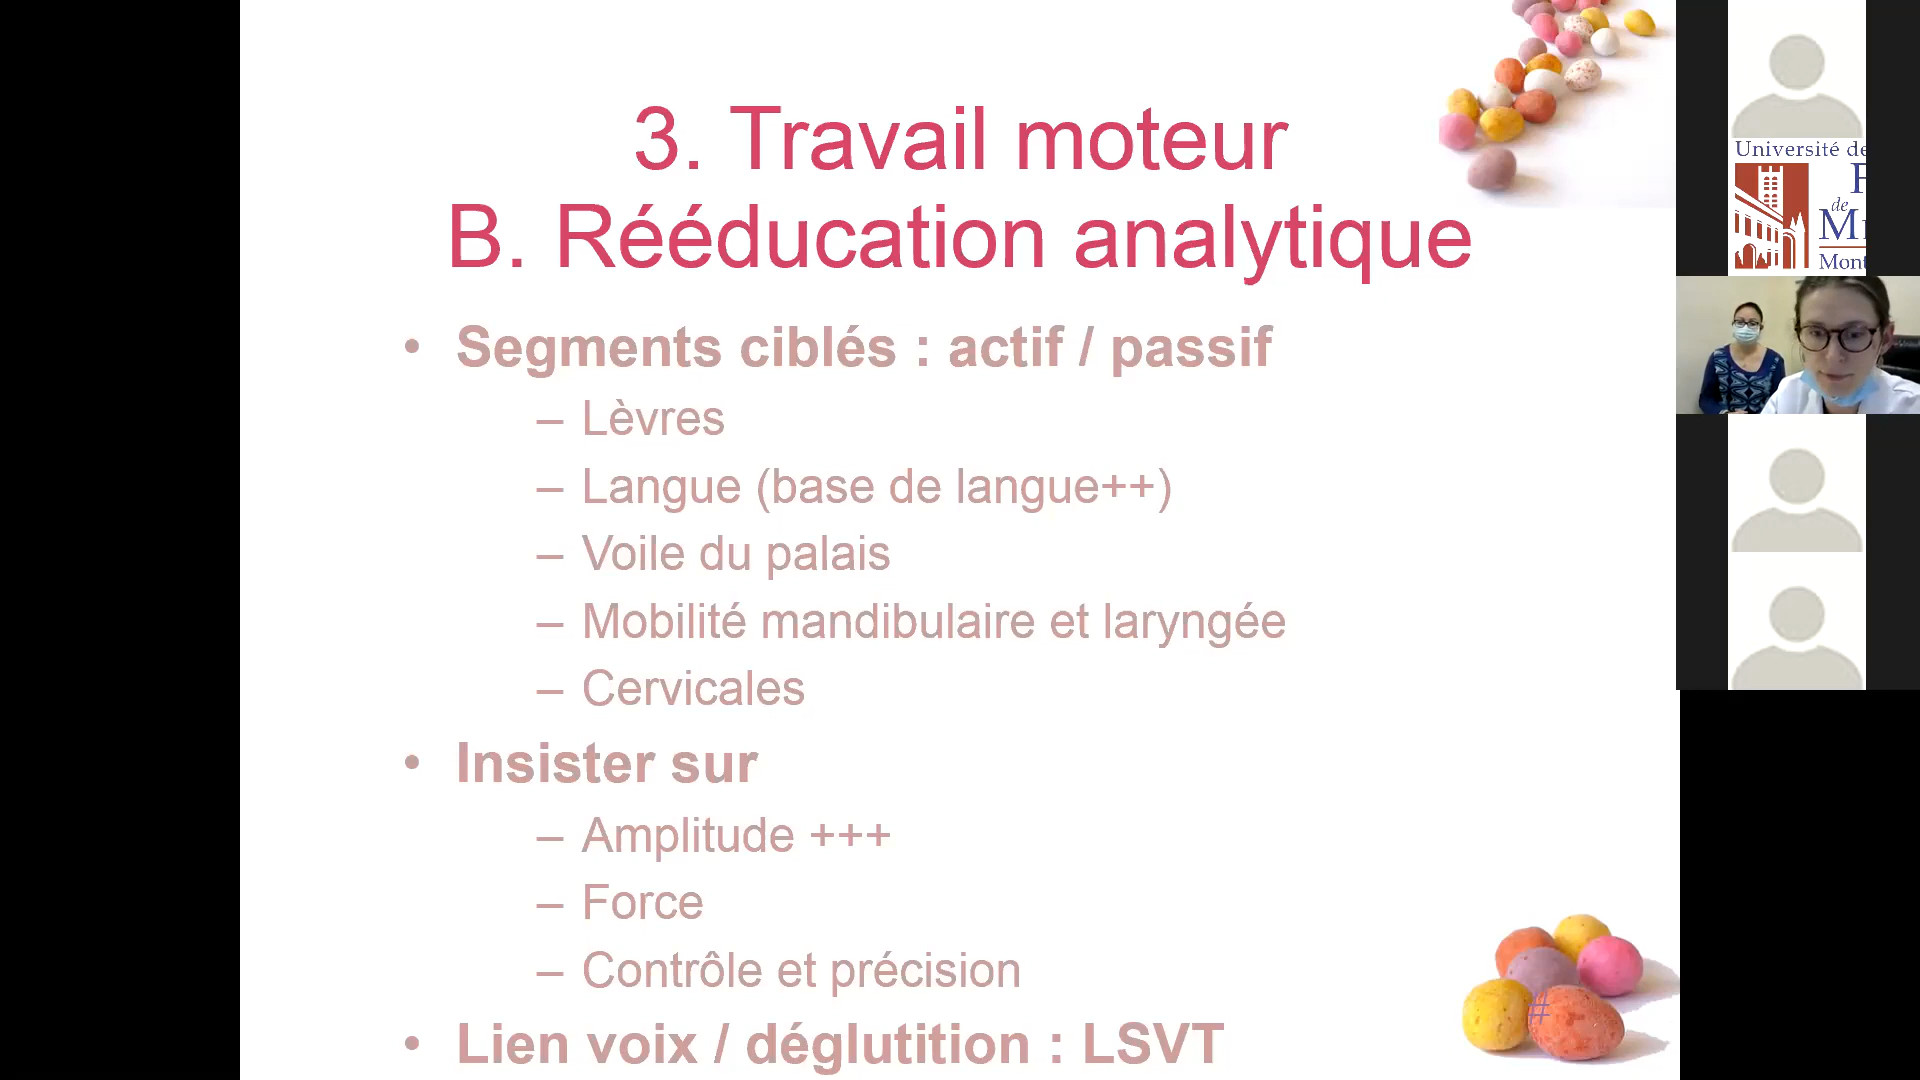 3. Travail moteur
B. Rééducation analytique
• Segments ciblés : actif / passif
– Lèvres
– Langue (base de langue++)
– Voile du palais
– Mobilité mandibulaire et laryngée
– Cervicales
• Insister sur
– Amplitude +++
– Force
– Contrôle et précision
• Lien voix / déglutition : LSVT
#
Université de
de
Mont